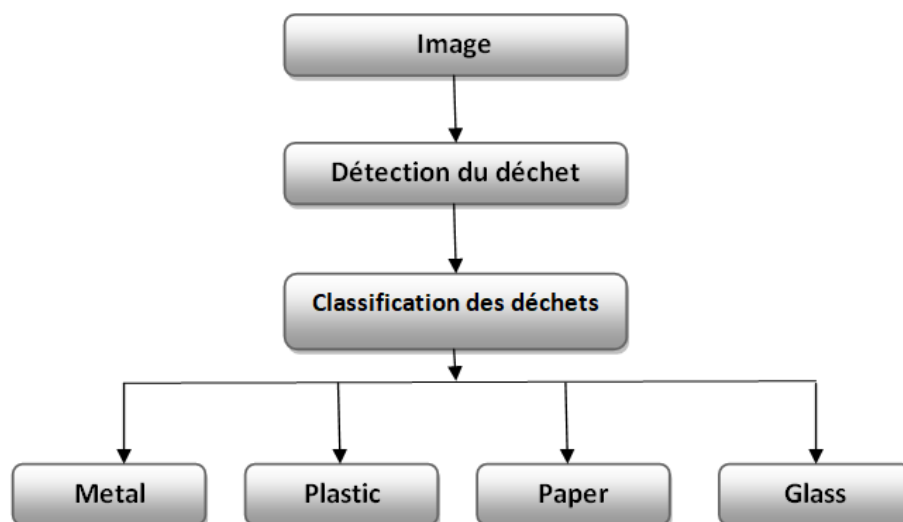 Image
Détection du déchet
Classification des déchets
Metal
Plastic
Paper
Glass